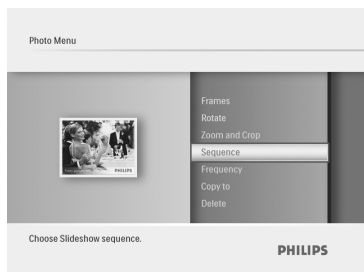 Photo Menu
Frames
Rotate
Zoom and Crop
Sequence
Frequency
Copy to
Delete
PHILIPS
Choose Slideshow sequence.
PHILIPS